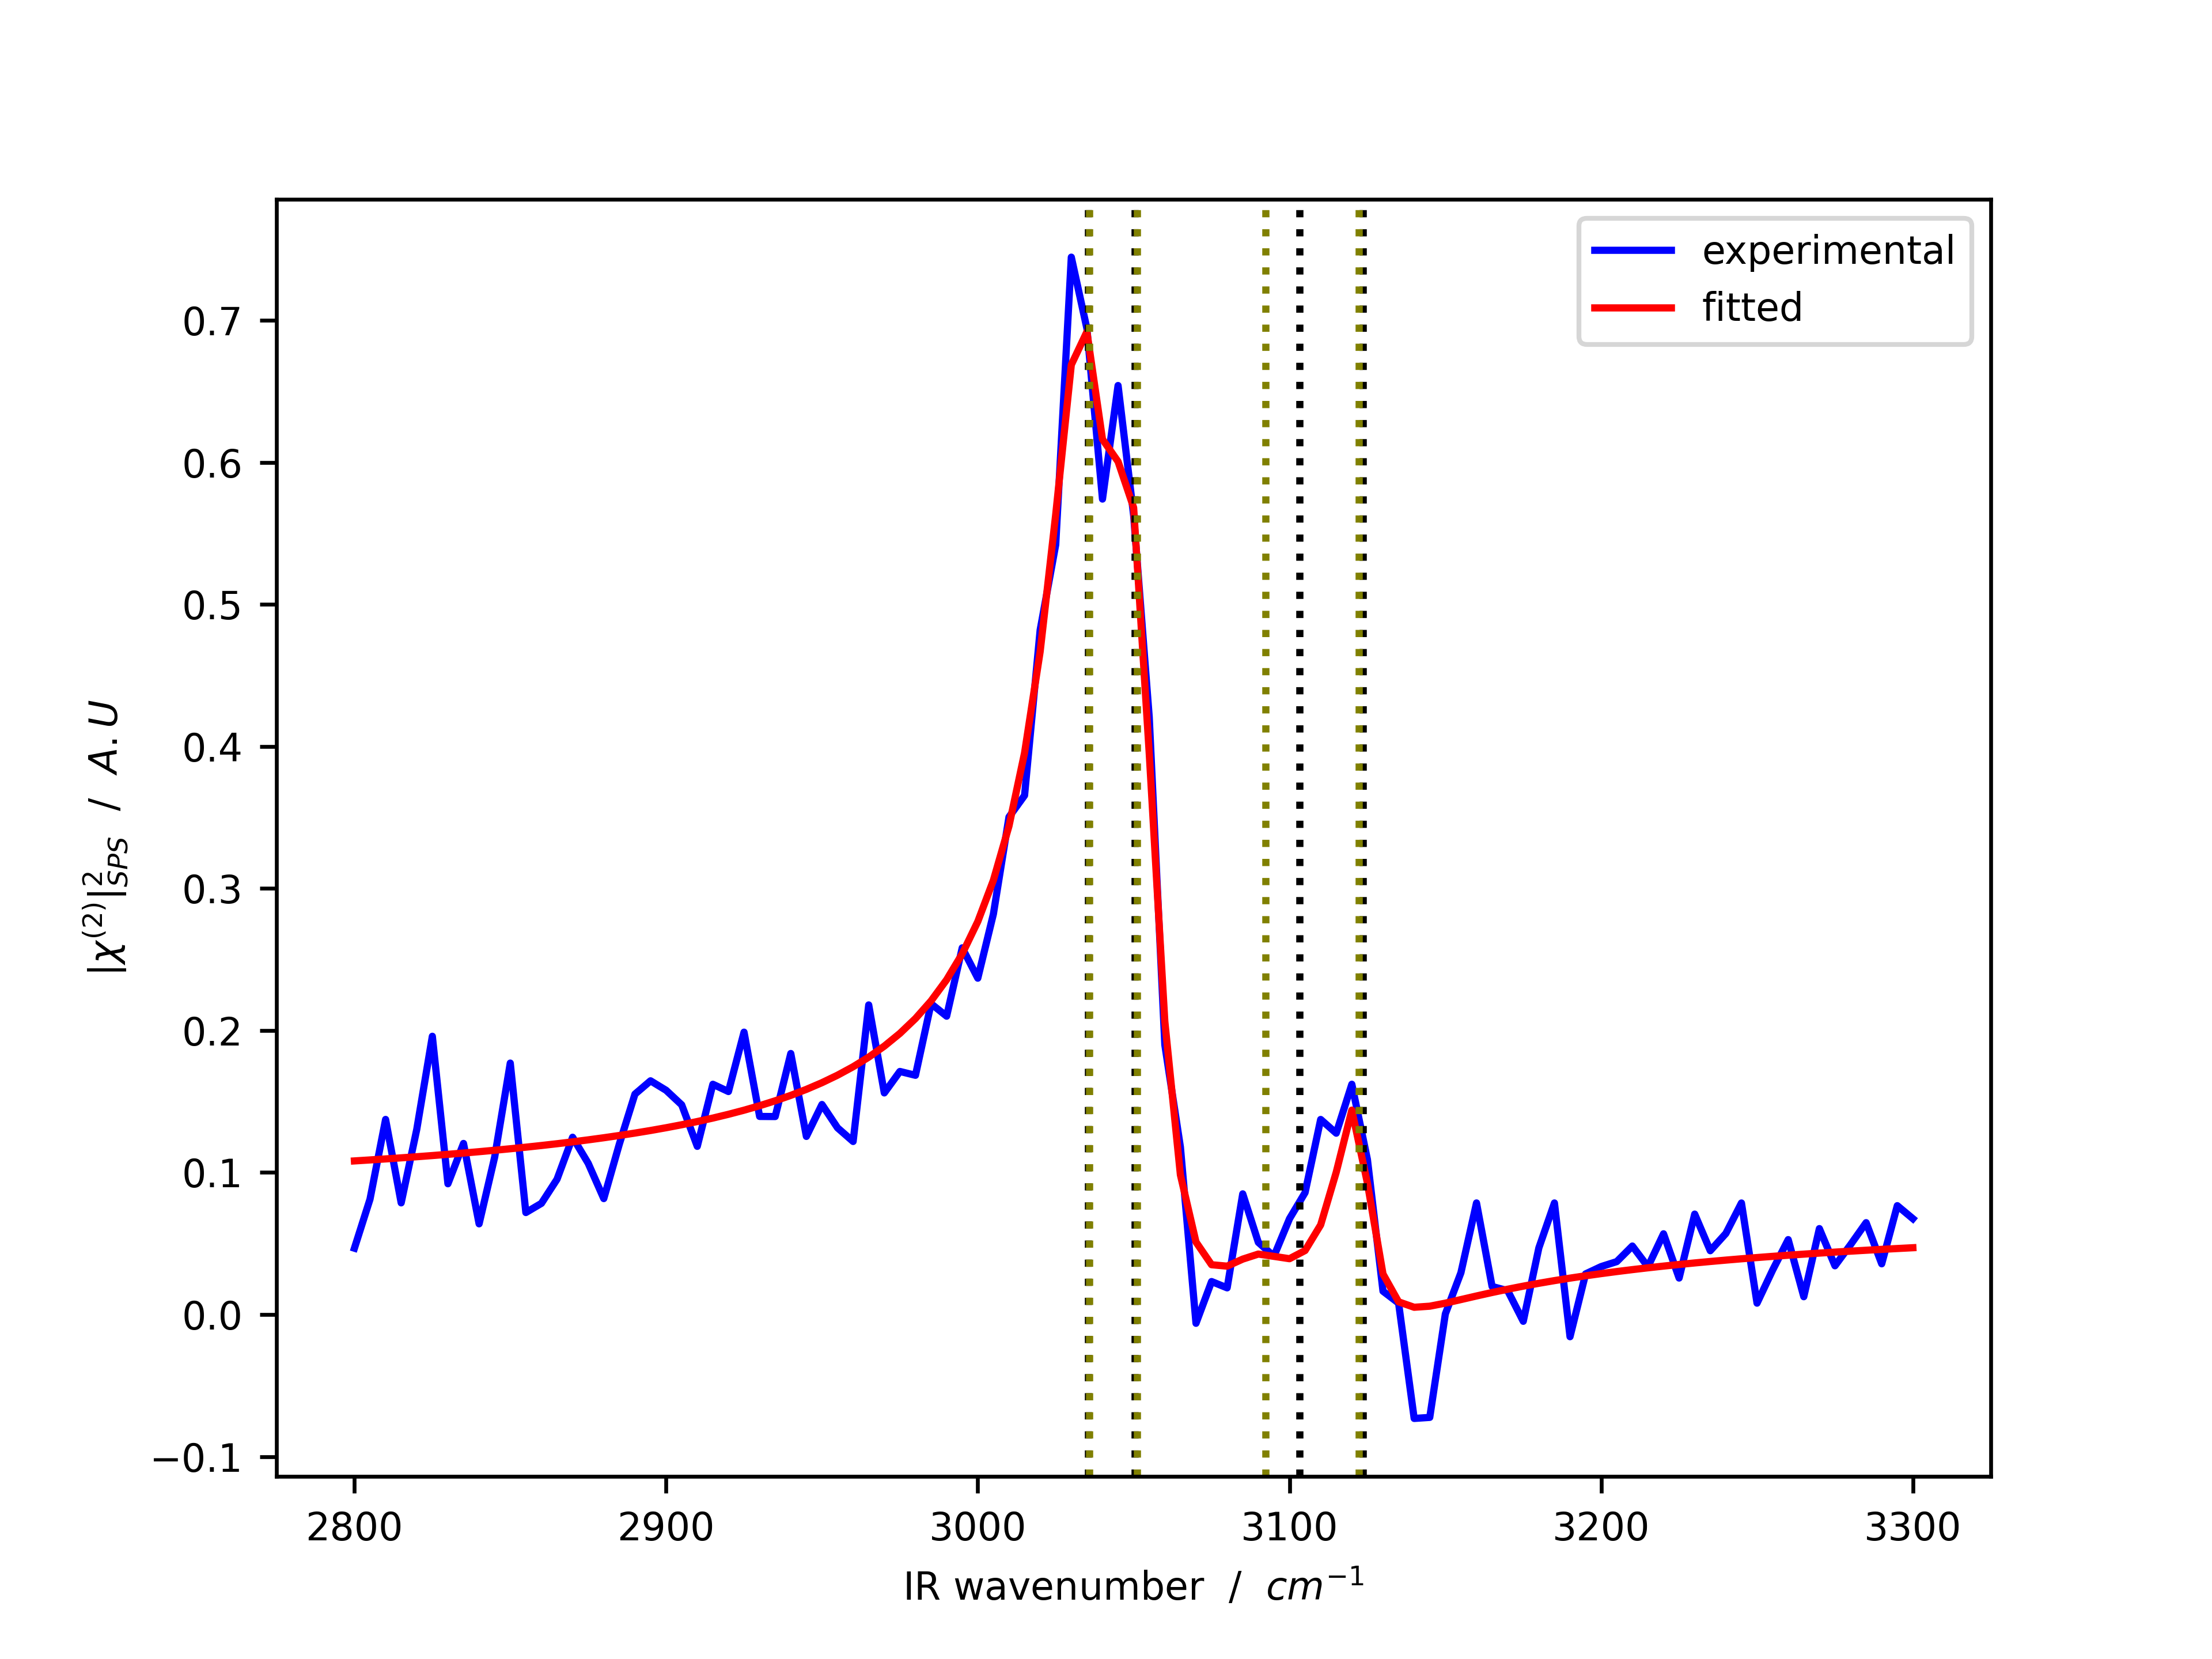 experimental
fitted
0.7
0.6
0.5
0.4
0.3
0.2
0.1
0.0
−0.1
|χ⁽²⁾|²_SPS / A.U
2800 2900 3000 3100 3200 3300
IR wavenumber / cm⁻¹